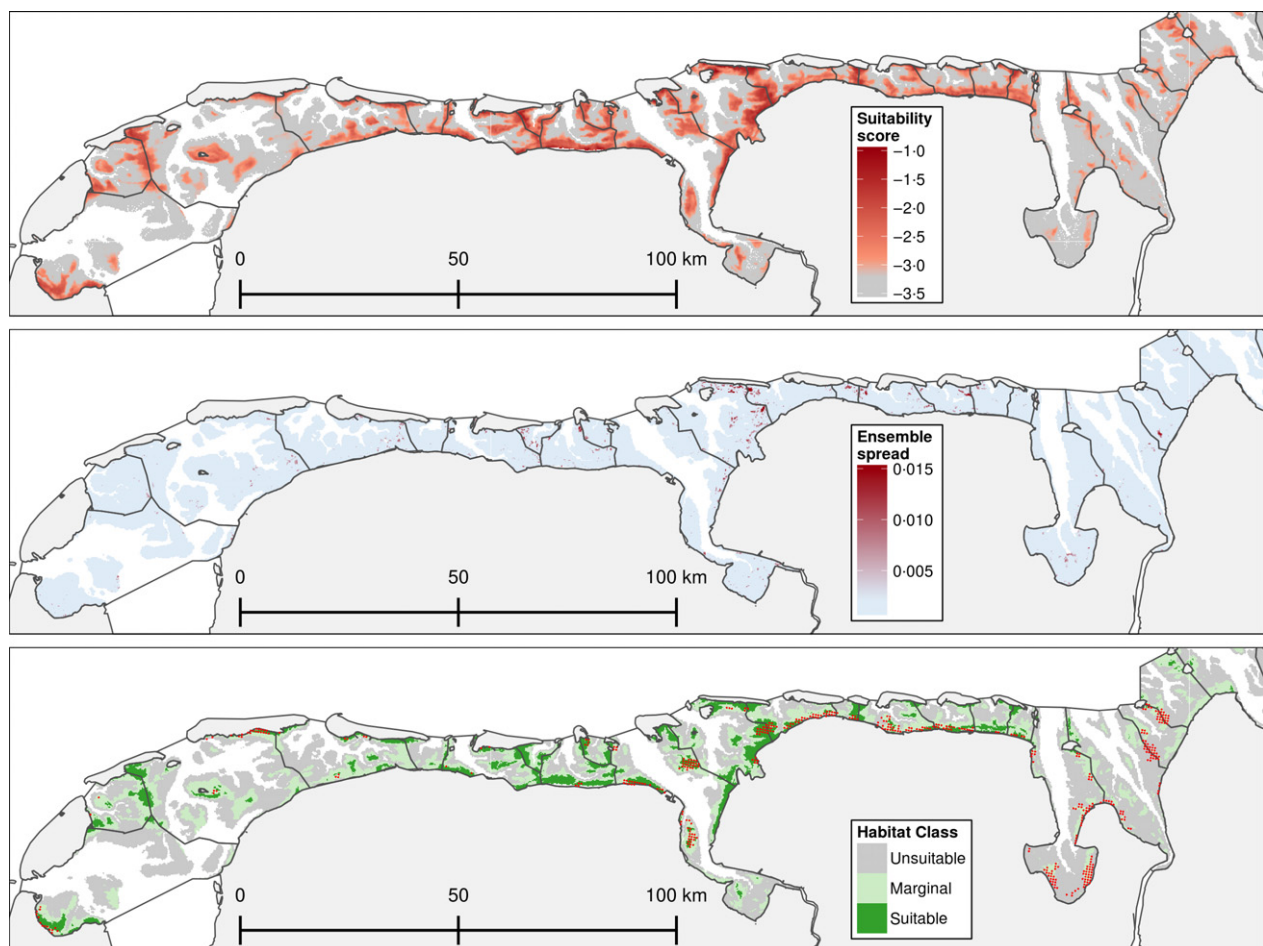 Suitability
score
−1·0
−1·5
−2·0
−2·5
−3·0
−3·5
0 50 100 km
Ensemble
spread
0·015
0·010
0·005
0 50 100 km
Habitat Class
Unsuitable
Marginal
Suitable
0 50 100 km